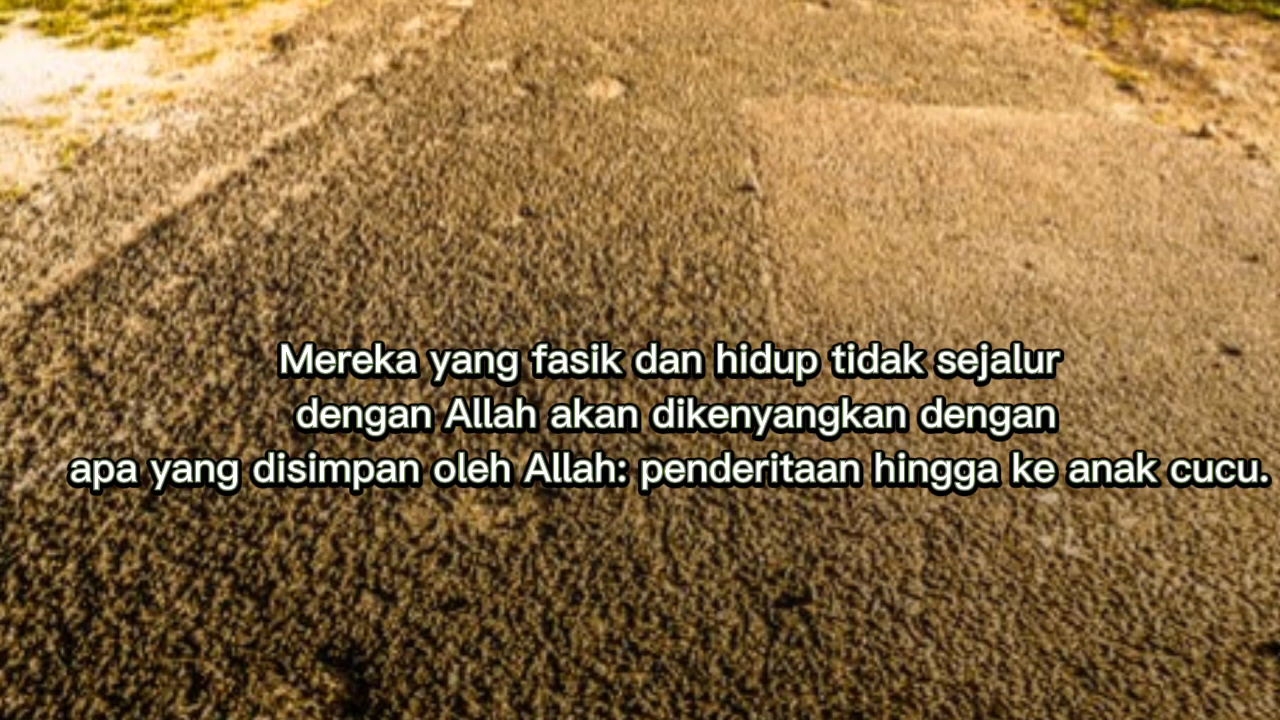 Mereka yang fasik dan hidup tidak sejalur
dengan Allah akan dikenyangkan dengan
apa yang disimpan oleh Allah: penderitaan hingga ke anak cucu.